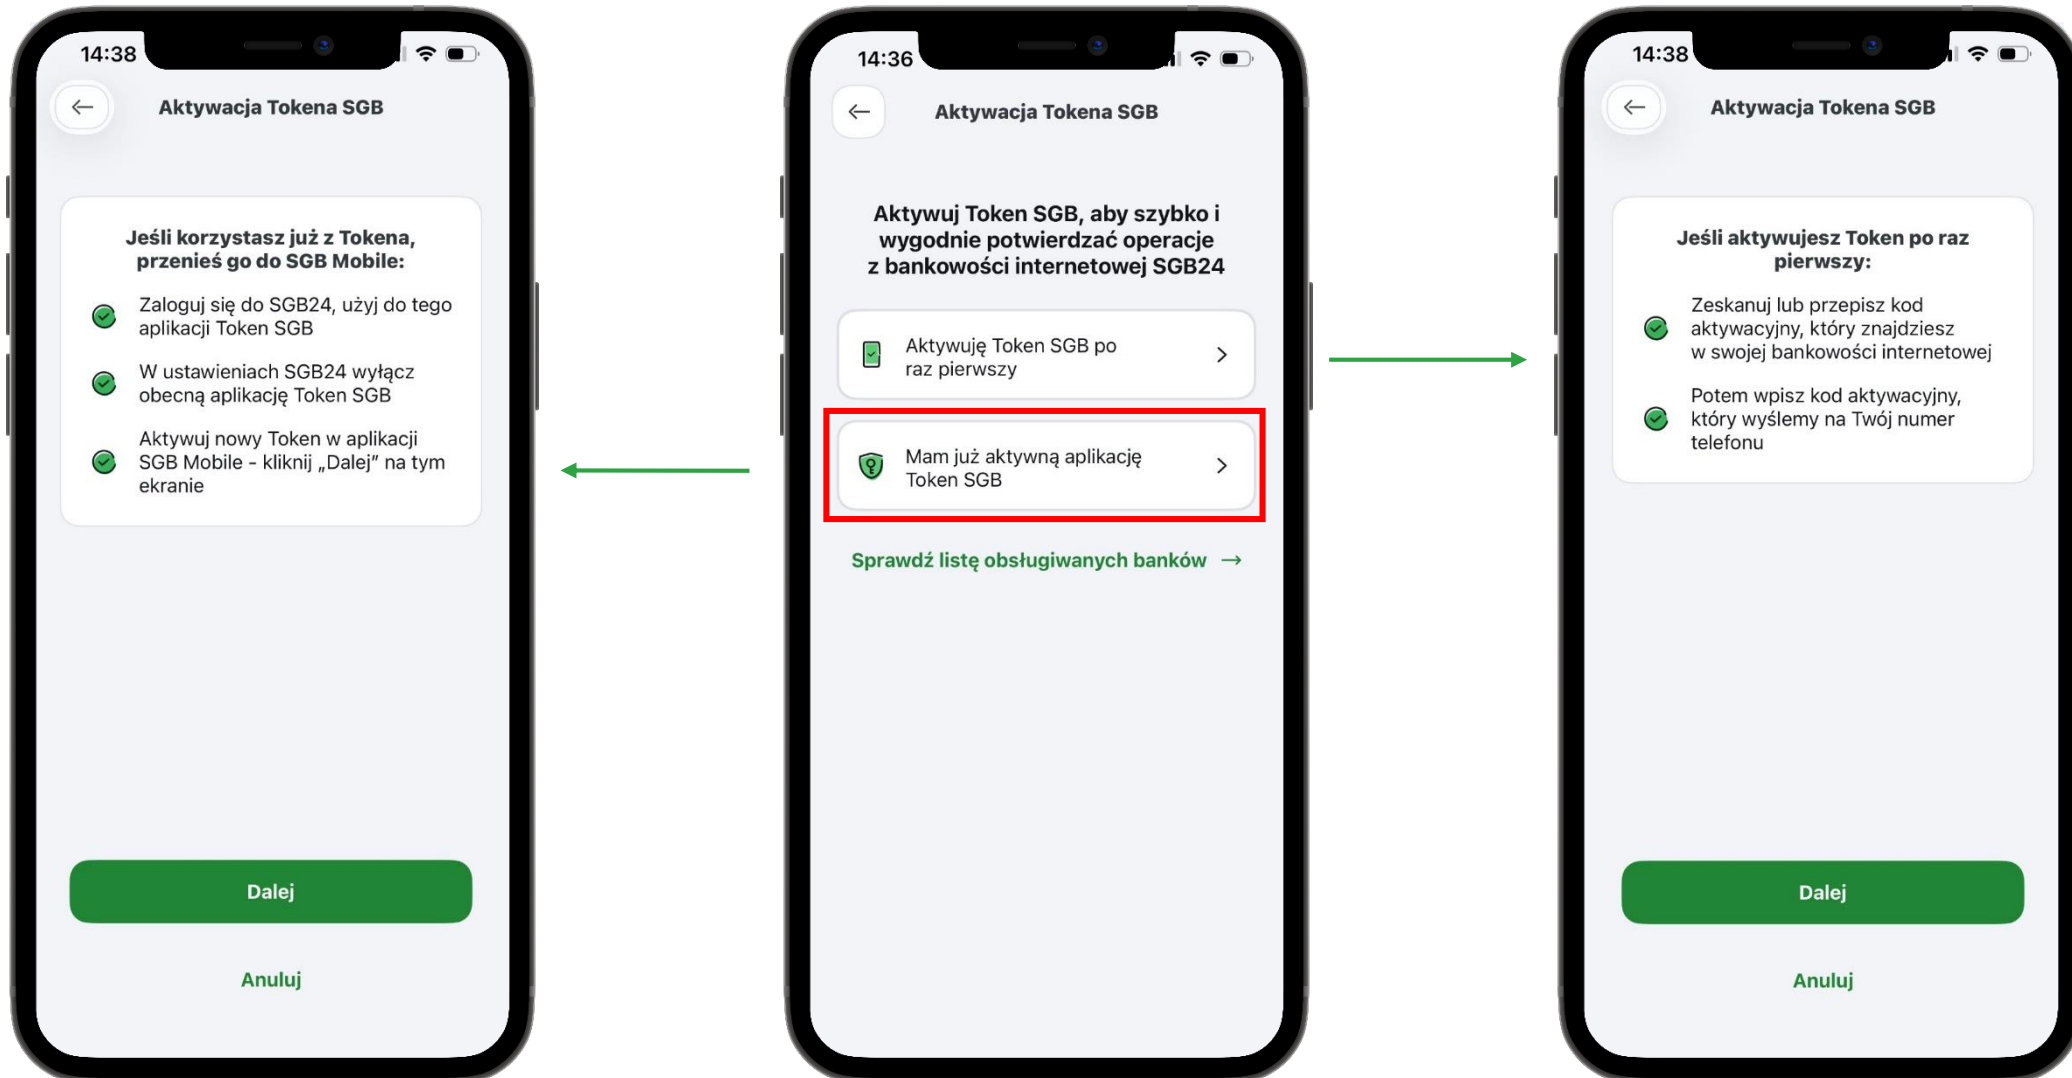 14:38
Aktywacja Tokena SGB
Jeśli korzystasz już z Tokena,
przenieś go do SGB Mobile:
Zaloguj się do SGB24, użyj do tego
aplikacji Token SGB
W ustawieniach SGB24 wyłącz
obecną aplikację Token SGB
Aktywuj nowy Token w aplikacji
SGB Mobile - kliknij „Dalej” na tym
ekranie
Dalej
Anuluj
14:36
Aktywacja Tokena SGB
Aktywuj Token SGB, aby szybko i
wygodnie potwierdzać operacje
z bankowości internetowej SGB24
Aktywuję Token SGB po
raz pierwszy
Mam już aktywną aplikację
Token SGB
Sprawdź listę obsługiwanych banków →
14:38
Aktywacja Tokena SGB
Jeśli aktywujesz Token po raz
pierwszy:
Zeskanuj lub przepisz kod
aktywacyjny, który znajdziesz
w swojej bankowości internetowej
Potem wpisz kod aktywacyjny,
który wyślemy na Twój numer
telefonu
Dalej
Anuluj